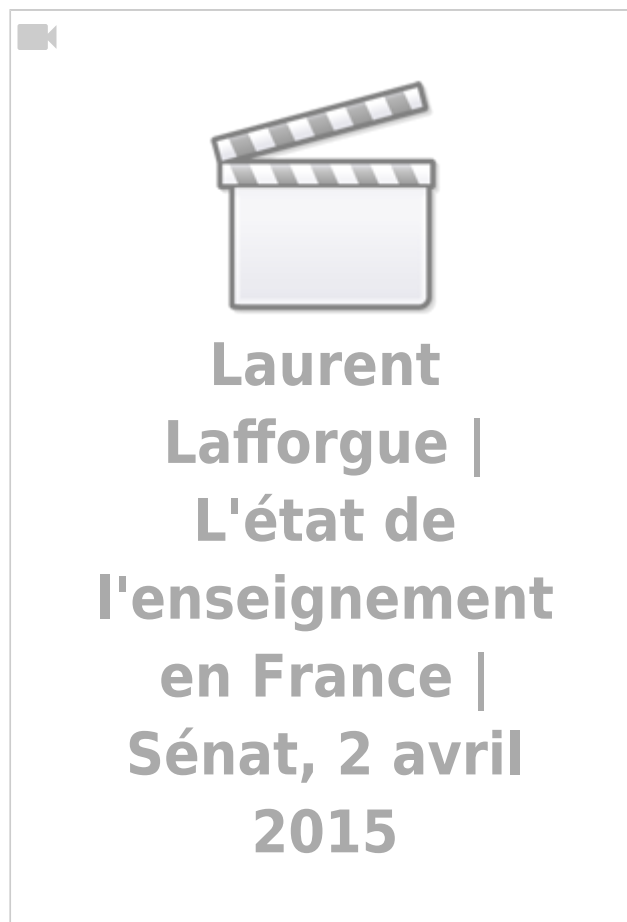 Laurent
Lafforgue |
L'état de
l'enseignement
en France |
Sénat, 2 avril
2015